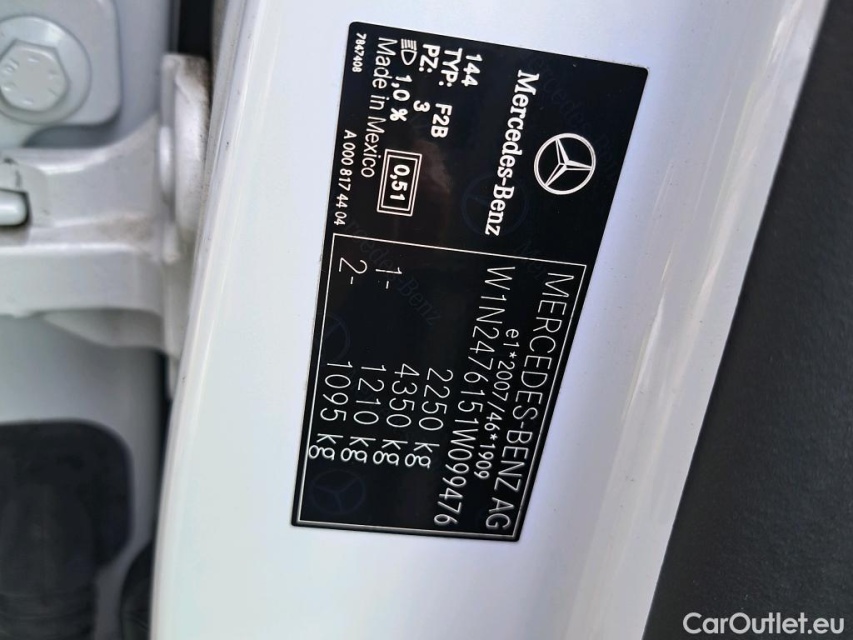 Mercedes-Benz
144
TYP: F2B
PZ: 3
1,0 %
0,51
Made in Mexico
7847408
A 000 817 44 04
MERCEDES-BENZ AG
e1*2007/46*1909
W1N2476151W099476
2250 kg
4350 kg
1- 1210 kg
2- 1095 kg
CarOutlet.eu